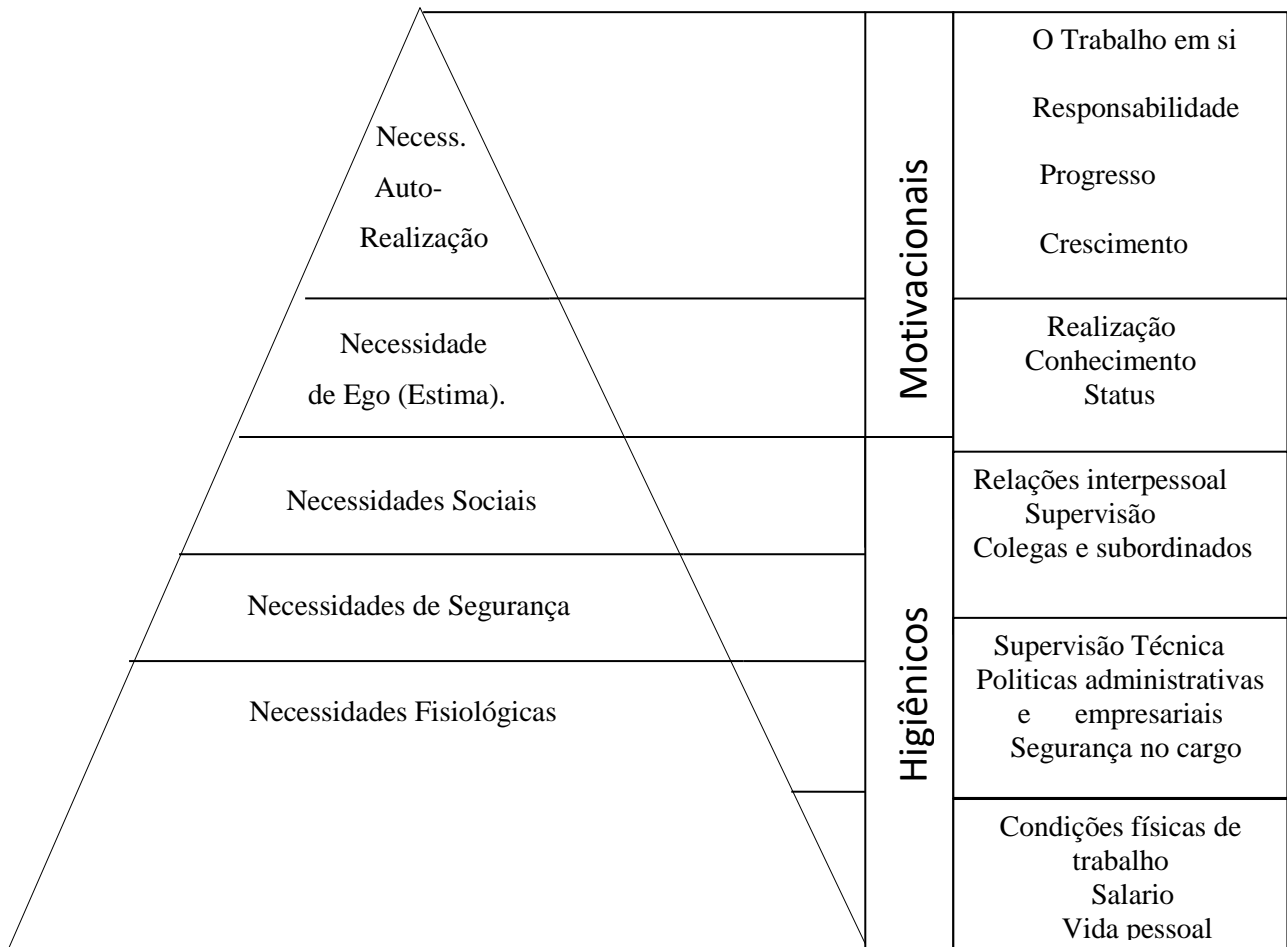 Necess.
Auto-
Realização
Necessidade
de Ego (Estima).
Necessidades Sociais
Necessidades de Segurança
Necessidades Fisiológicas
Motivacionais
Higiênicos
O Trabalho em si
Responsabilidade
Progresso
Crescimento
Realização
Conhecimento
Status
Relações interpessoal
Supervisão
Colegas e subordinados
Supervisão Técnica
Politicas administrativas
e empresariais
Segurança no cargo
Condições físicas de
trabalho
Salario
Vida pessoal